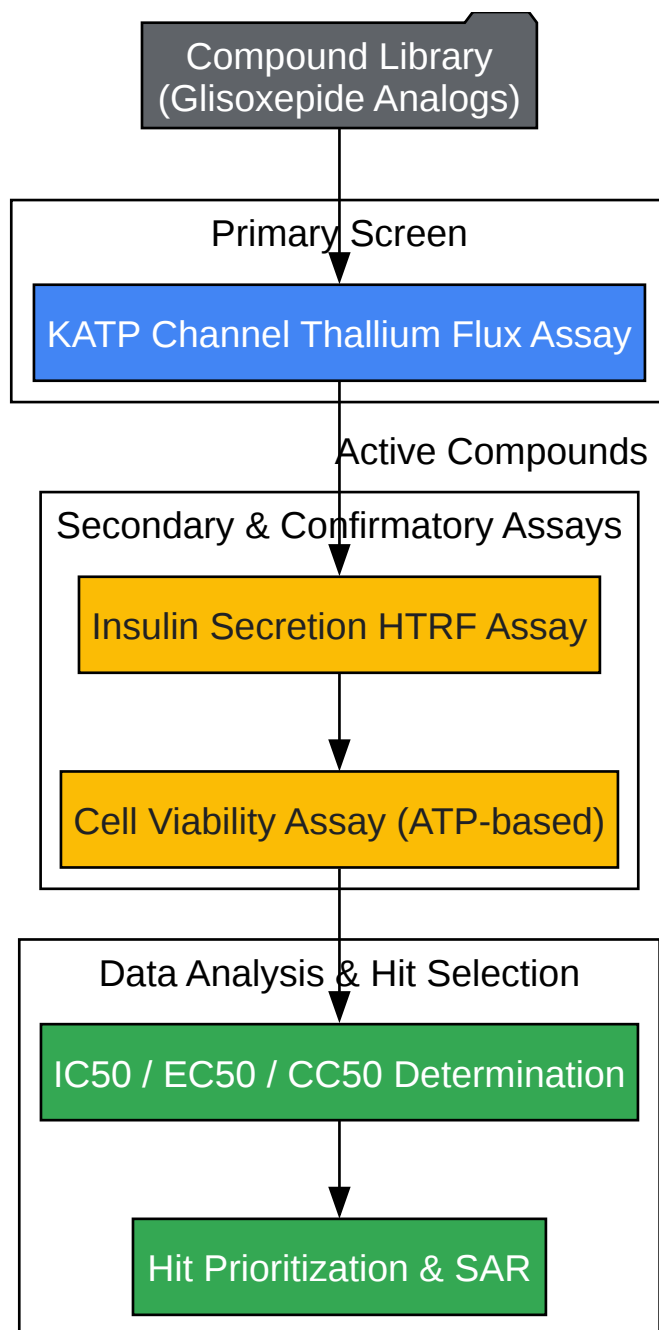 Compound Library
(Glisoxepide Analogs)
Primary Screen
KATP Channel Thallium Flux Assay
Active Compounds
Secondary & Confirmatory Assays
Insulin Secretion HTRF Assay
Cell Viability Assay (ATP-based)
Data Analysis & Hit Selection
IC50 / EC50 / CC50 Determination
Hit Prioritization & SAR